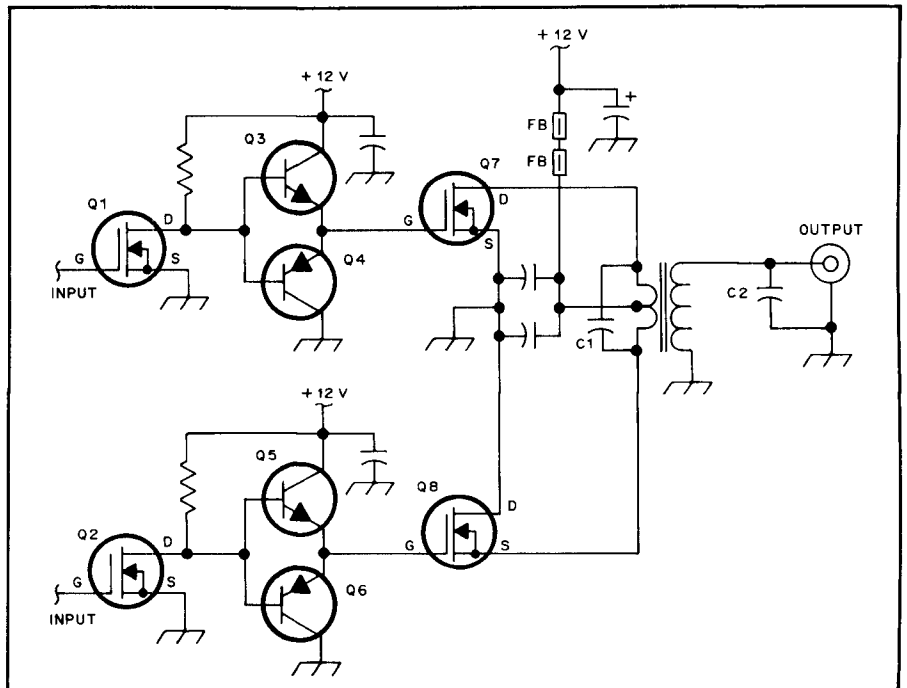 + 12 V
+ 12 V
+
FB
FB
Q3
Q7
Q1
D
D
G
G
S
S
INPUT
Q4
OUTPUT
C2
C1
+ 12 V
Q5
Q8
Q2
D
D
G
G
S
S
INPUT
Q6